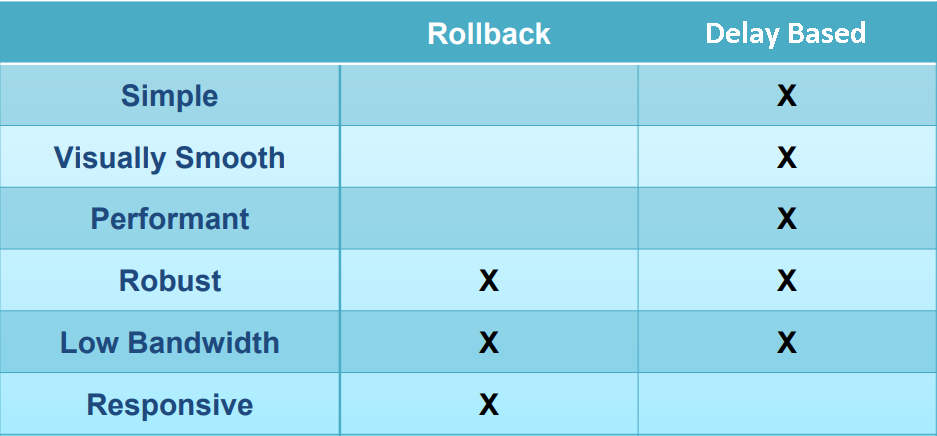 Rollback Delay Based
Simple X
Visually Smooth X
Performant X
Robust X X
Low Bandwidth X X
Responsive X